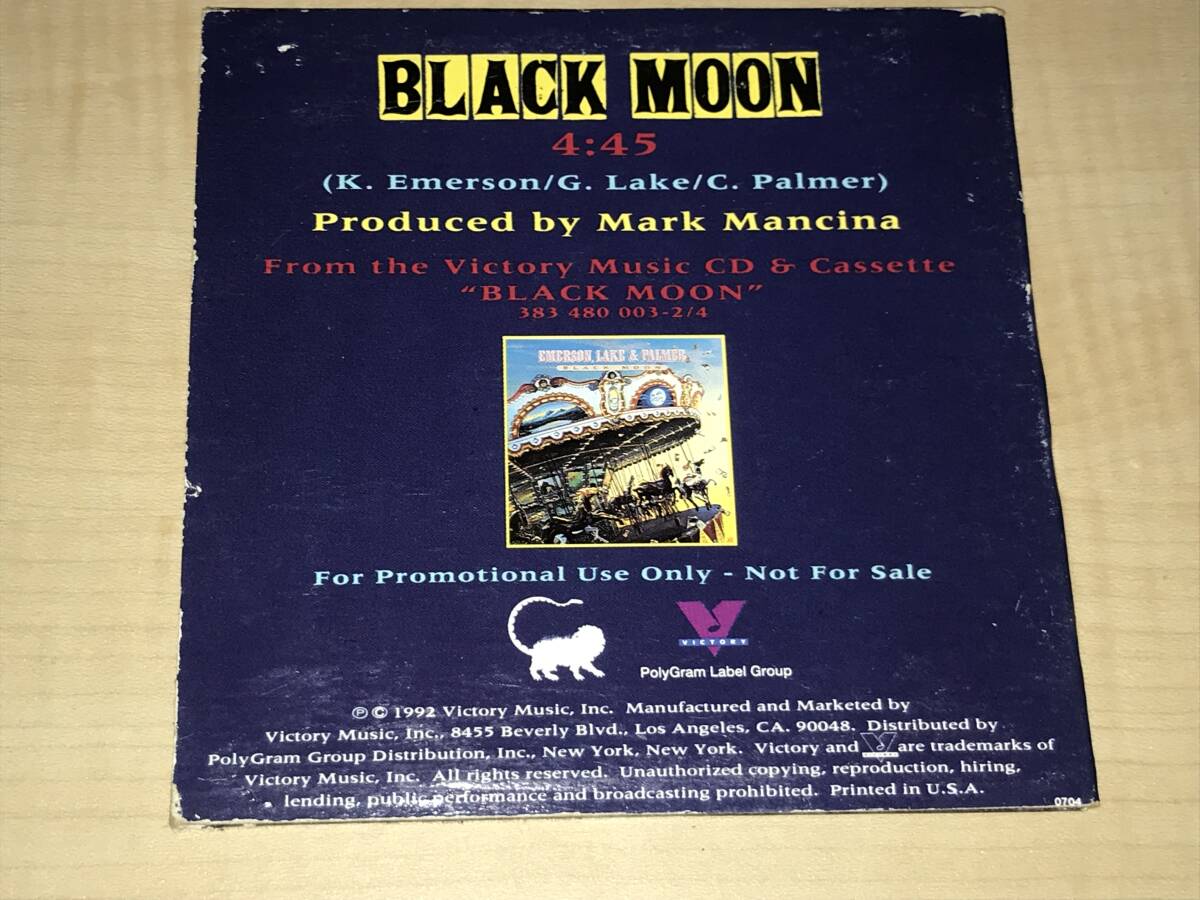 BLACK MOON
4:45
(K. Emerson/G. Lake/C. Palmer)
Produced by Mark Mancina
From the Victory Music CD & Cassette
“BLACK MOON”
383 480 003-2/4
EMERSON, LAKE & PALMER
BLACK MOON
For Promotional Use Only - Not For Sale
VICTORY
PolyGram Label Group
℗ © 1992 Victory Music, Inc. Manufactured and Marketed by
Victory Music, Inc., 8455 Beverly Blvd., Los Angeles, CA. 90048. Distributed by
PolyGram Group Distribution, Inc., New York, New York. Victory and V are trademarks of
Victory Music, Inc. All rights reserved. Unauthorized copying, reproduction, hiring,
lending, public performance and broadcasting prohibited. Printed in U.S.A.
0704